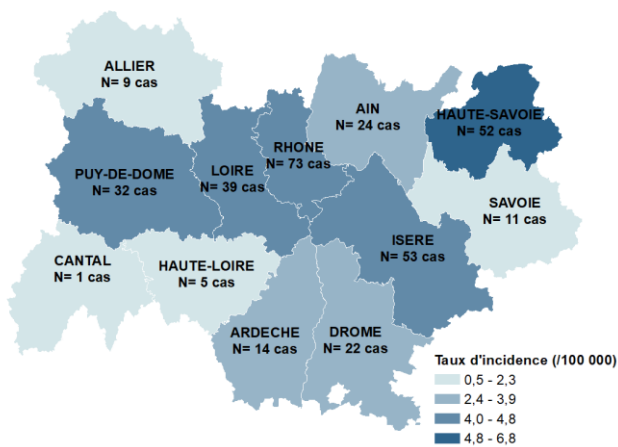 ALLIER
N= 9 cas
AIN
N= 24 cas
HAUTE-SAVOIE
N= 52 cas
RHONE
N= 73 cas
PUY-DE-DOME
N= 32 cas
LOIRE
N= 39 cas
SAVOIE
N= 11 cas
ISERE
N= 53 cas
CANTAL
N= 1 cas
HAUTE-LOIRE
N= 5 cas
ARDECHE
N= 14 cas
DROME
N= 22 cas
Taux d'incidence (/100 000)
0,5 - 2,3
2,4 - 3,9
4,0 - 4,8
4,8 - 6,8